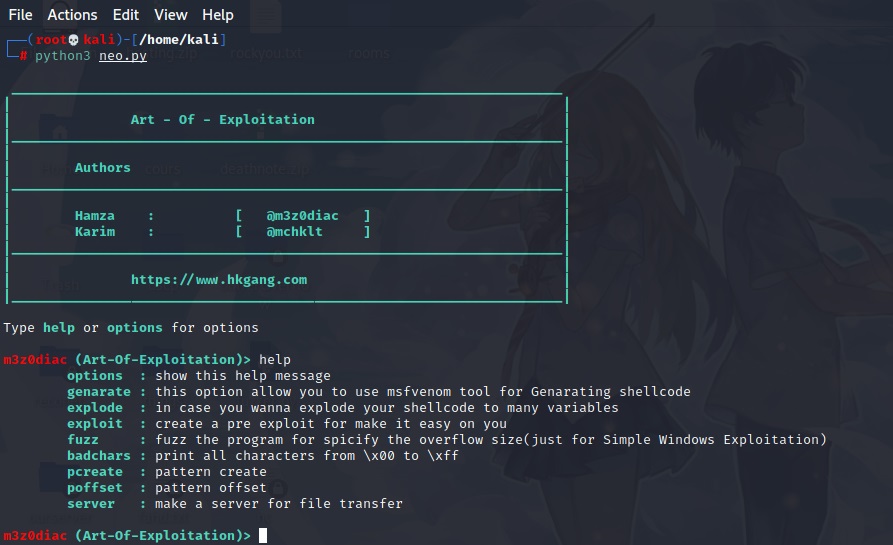 File Actions Edit View Help
(root💀kali)-[/home/kali]
# python3 neo.py
rockyou.txt rooms
Art - Of - Exploitation
Authors
deathnote.zip
Hamza : [ @m3z0diac ]
Karim : [ @mchklt ]
https://www.hkgang.com
Type help or options for options
m3z0diac (Art-Of-Exploitation)> help
options : show this help message
genarate : this option allow you to use msfvenom tool for Genarating shellcode
explode : in case you wanna explode your shellcode to many variables
exploit : create a pre exploit for make it easy on you
fuzz : fuzz the program for spicify the overflow size(just for Simple Windows Exploitation)
badchars : print all characters from \x00 to \xff
pcreate : pattern create
poffset : pattern offset
server : make a server for file transfer
m3z0diac (Art-Of-Exploitation)>